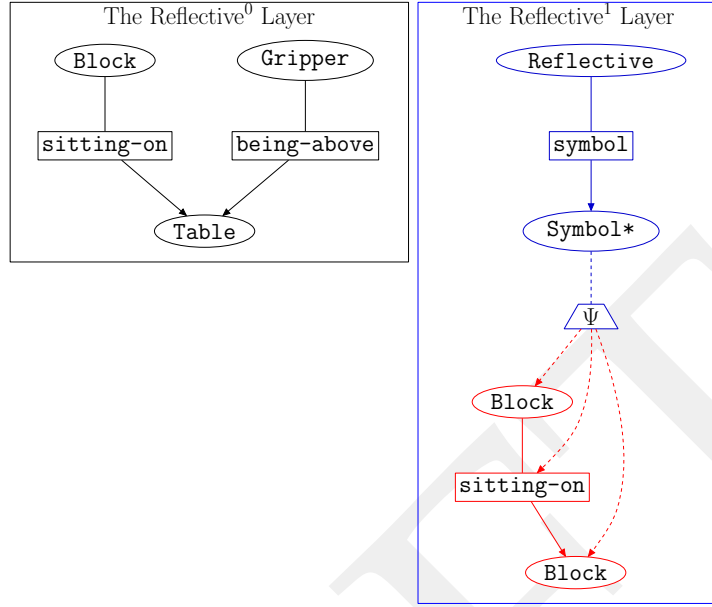 The Reflective⁰ Layer
Block
Gripper
sitting-on
being-above
Table
The Reflective¹ Layer
Reflective
symbol
Symbol*
Ψ
Block
sitting-on
Block